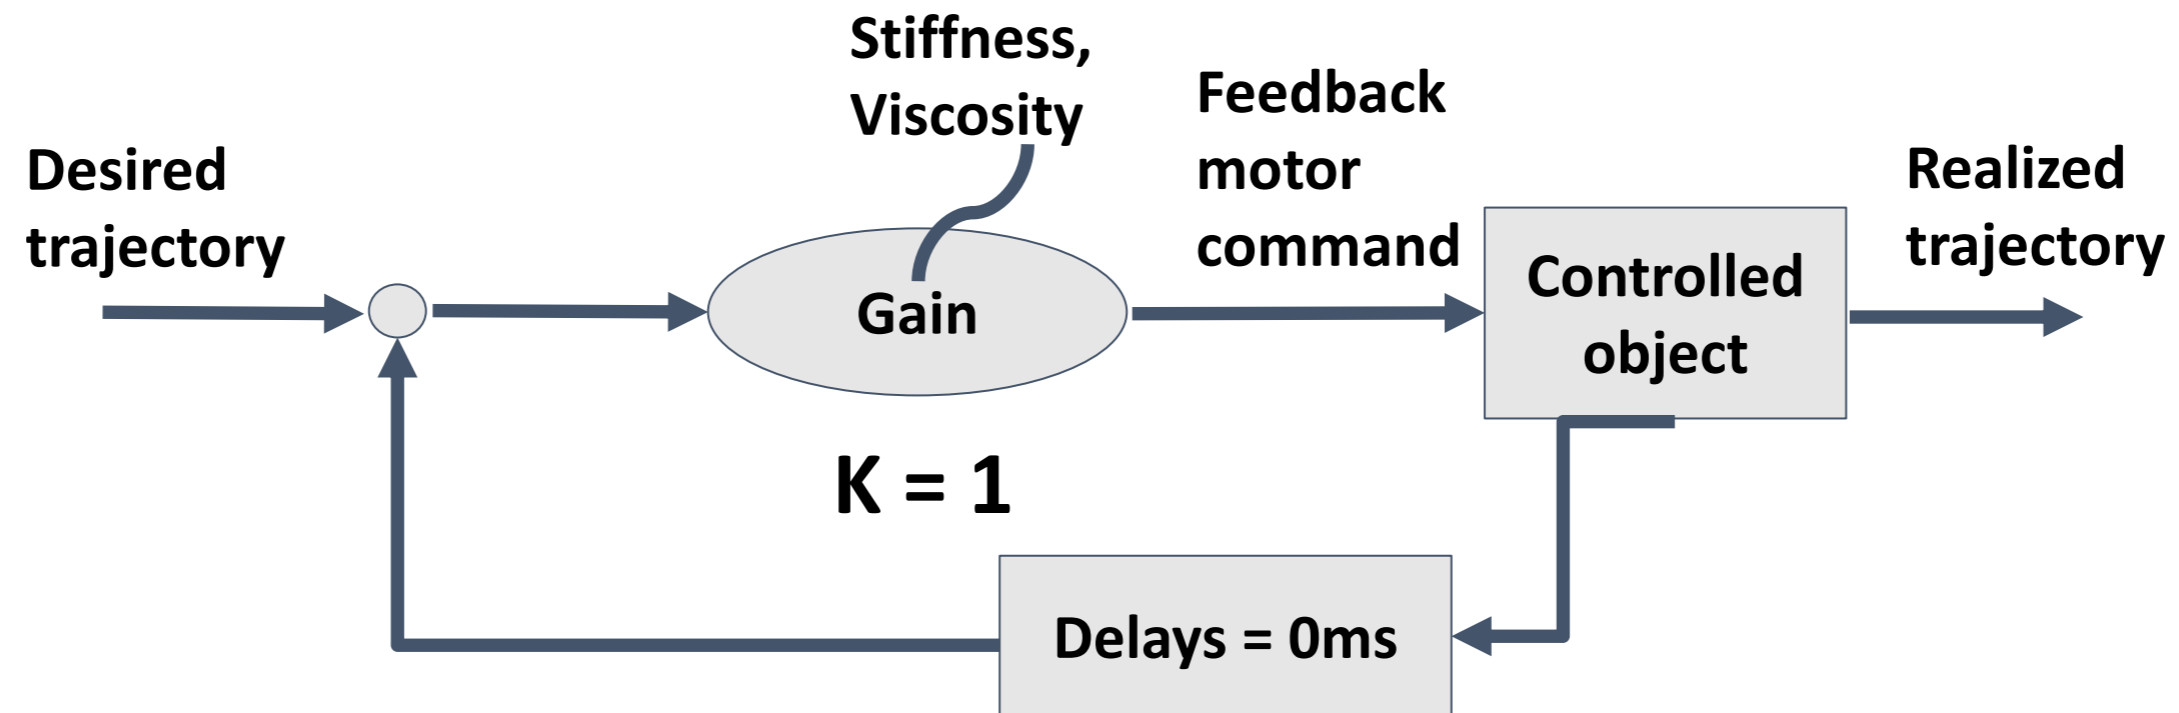 Stiffness,
Viscosity
Feedback
motor
command
Desired
trajectory
Realized
trajectory
Gain
Controlled
object
K = 1
Delays = 0ms